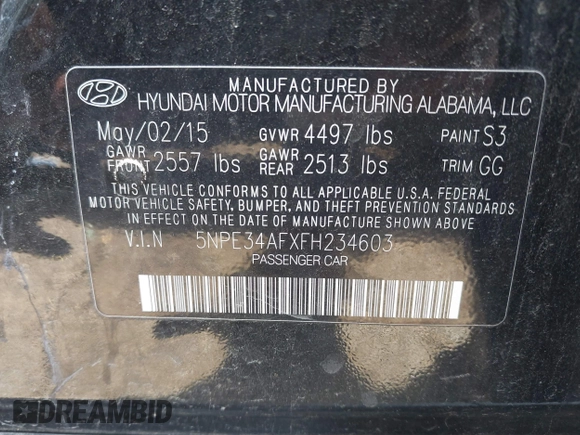 MANUFACTURED BY
HYUNDAI MOTOR MANUFACTURING ALABAMA, LLC
May/02/15 GVWR 4497 lbs PAINT S3
GAWR FRONT 2557 lbs GAWR REAR 2513 lbs TRIM GG
THIS VEHICLE CONFORMS TO ALL APPLICABLE U.S.A. FEDERAL
MOTOR VEHICLE SAFETY, BUMPER, AND THEFT PREVENTION STANDARDS
IN EFFECT ON THE DATE OF MANUFACTURE SHOWN ABOVE
V.I.N 5NPE34AFXFH234603
PASSENGER CAR
DREAMBID